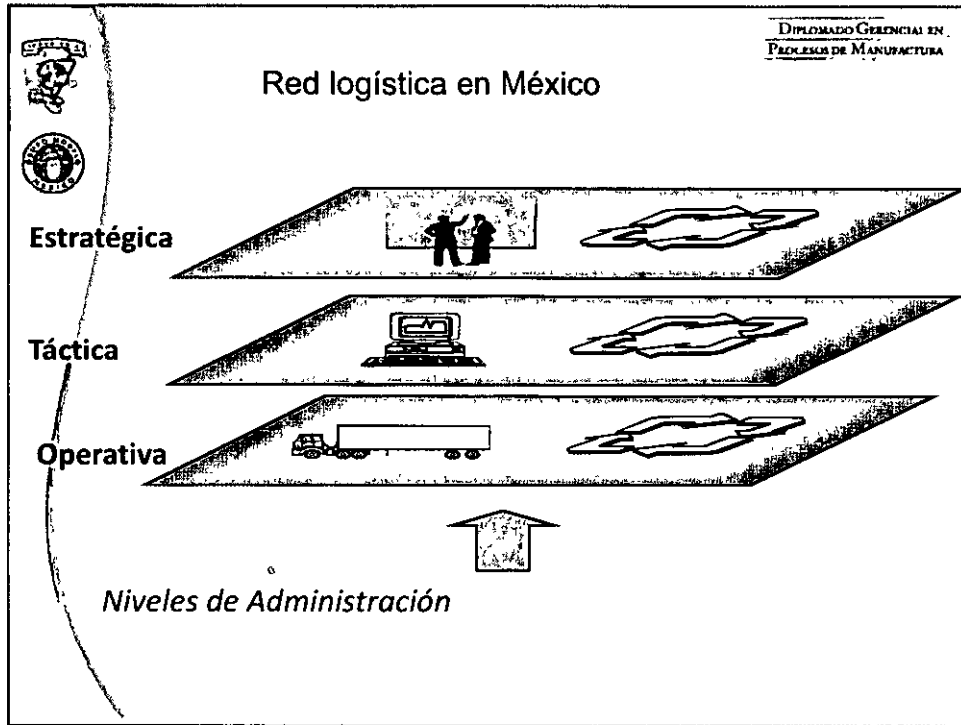 DIPLOMADO GERENCIAL EN
PROCESOS DE MANUFACTURA
Red logística en México
Estratégica
Táctica
Operativa
Niveles de Administración